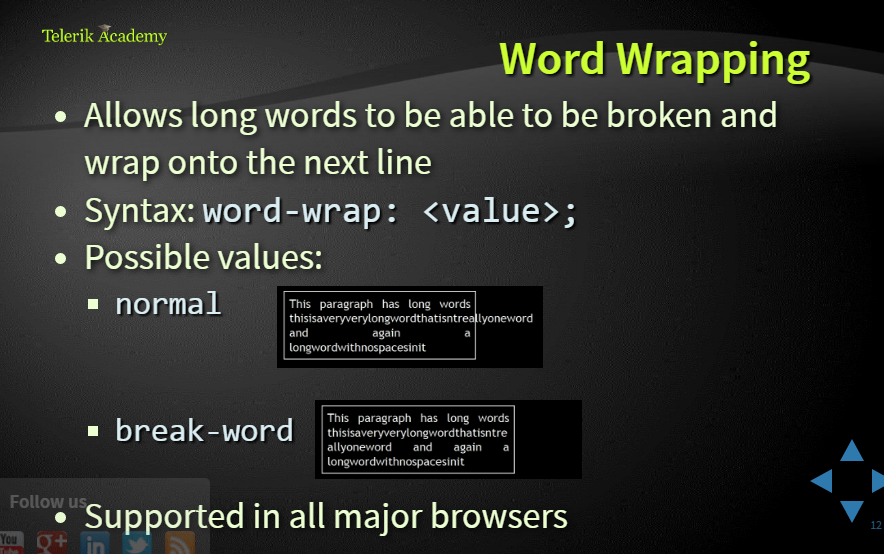 Telerik Academy
Word Wrapping
Allows long words to be able to be broken and
wrap onto the next line
Syntax: word-wrap: <value>;
Possible values:
normal
This paragraph has long words
thisisaveryverylongwordthatisntreallyoneword
and again a
longwordwithnospacesinit
break-word
This paragraph has long words
thisisaveryverylongwordthatisntre
allyoneword and again a
longwordwithnospacesinit
Follow us
Supported in all major browsers
You
Tube
g+
in
12